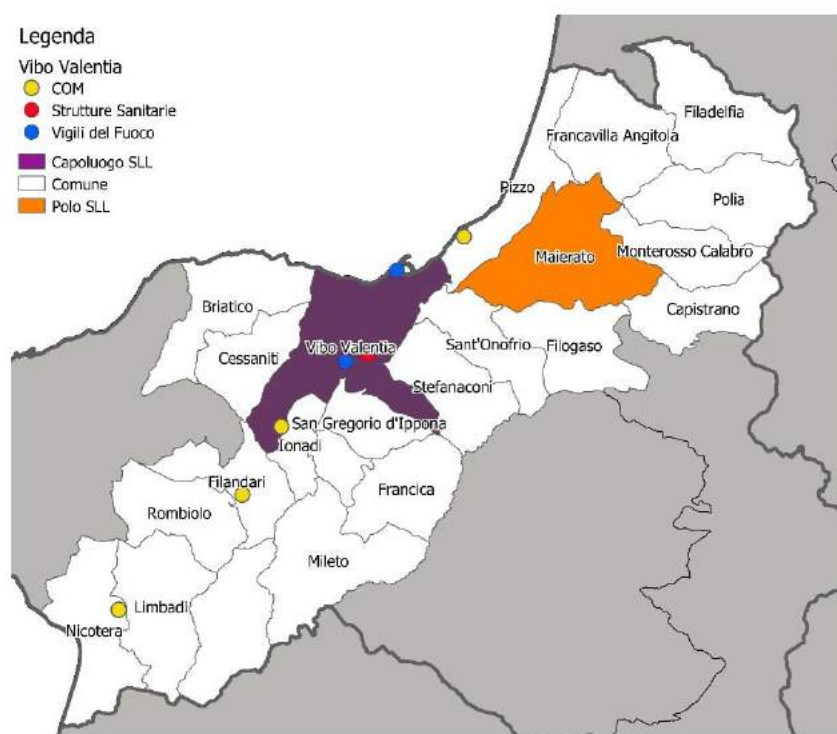 Legenda
Vibo Valentia
COM
Strutture Sanitarie
Vigili del Fuoco
Capoluogo SLL
Comune
Polo SLL
Filadelfia
Francavilla Angitola
Pizzo
Polia
Monterosso Calabro
Maierato
Capistrano
Briatico
Vibo Valentia
Sant'Onofrio
Filogaso
Cessaniti
Stefanaconi
San Gregorio d'Ippona
Ionadi
Filandari
Francica
Rombiolo
Mileto
Limbadi
Nicotera